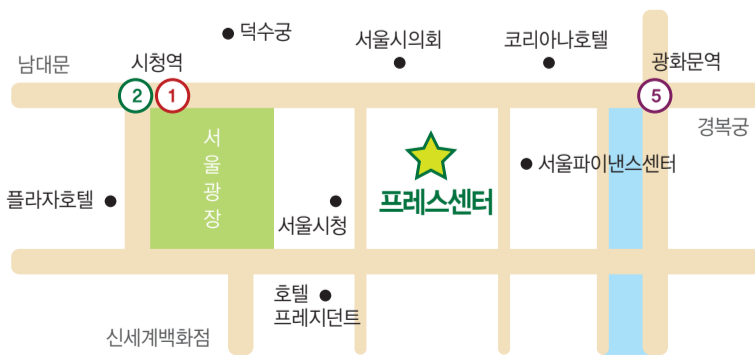 덕수궁
서울시의회
코리아나호텔
남대문
시청역
광화문역
2
1
5
경복궁
서울광장
프레스센터
서울파이낸스센터
플라자호텔
서울시청
호텔
프레지던트
신세계백화점